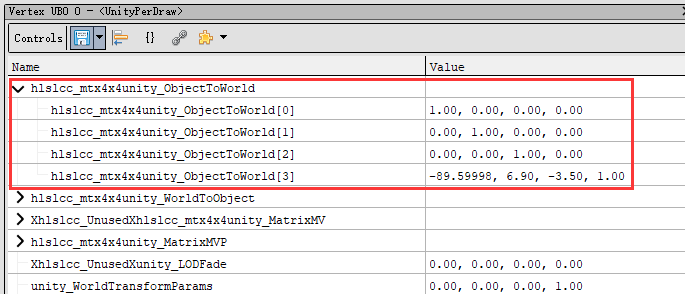 Vertex UBO 0 - <UnityPerDraw>
Controls {}
Name Value
hlslcc_mtx4x4unity_ObjectToWorld
hlslcc_mtx4x4unity_ObjectToWorld[0] 1.00, 0.00, 0.00, 0.00
hlslcc_mtx4x4unity_ObjectToWorld[1] 0.00, 1.00, 0.00, 0.00
hlslcc_mtx4x4unity_ObjectToWorld[2] 0.00, 0.00, 1.00, 0.00
hlslcc_mtx4x4unity_ObjectToWorld[3] -89.59998, 6.90, -3.50, 1.00
hlslcc_mtx4x4unity_WorldToObject
Xhlslcc_UnusedXhlslcc_mtx4x4unity_MatrixMV
hlslcc_mtx4x4unity_MatrixMVP
Xhlslcc_UnusedXunity_LODFade 0.00, 0.00, 0.00, 0.00
unity_WorldTransformParams 0.00, 0.00, 0.00, 1.00